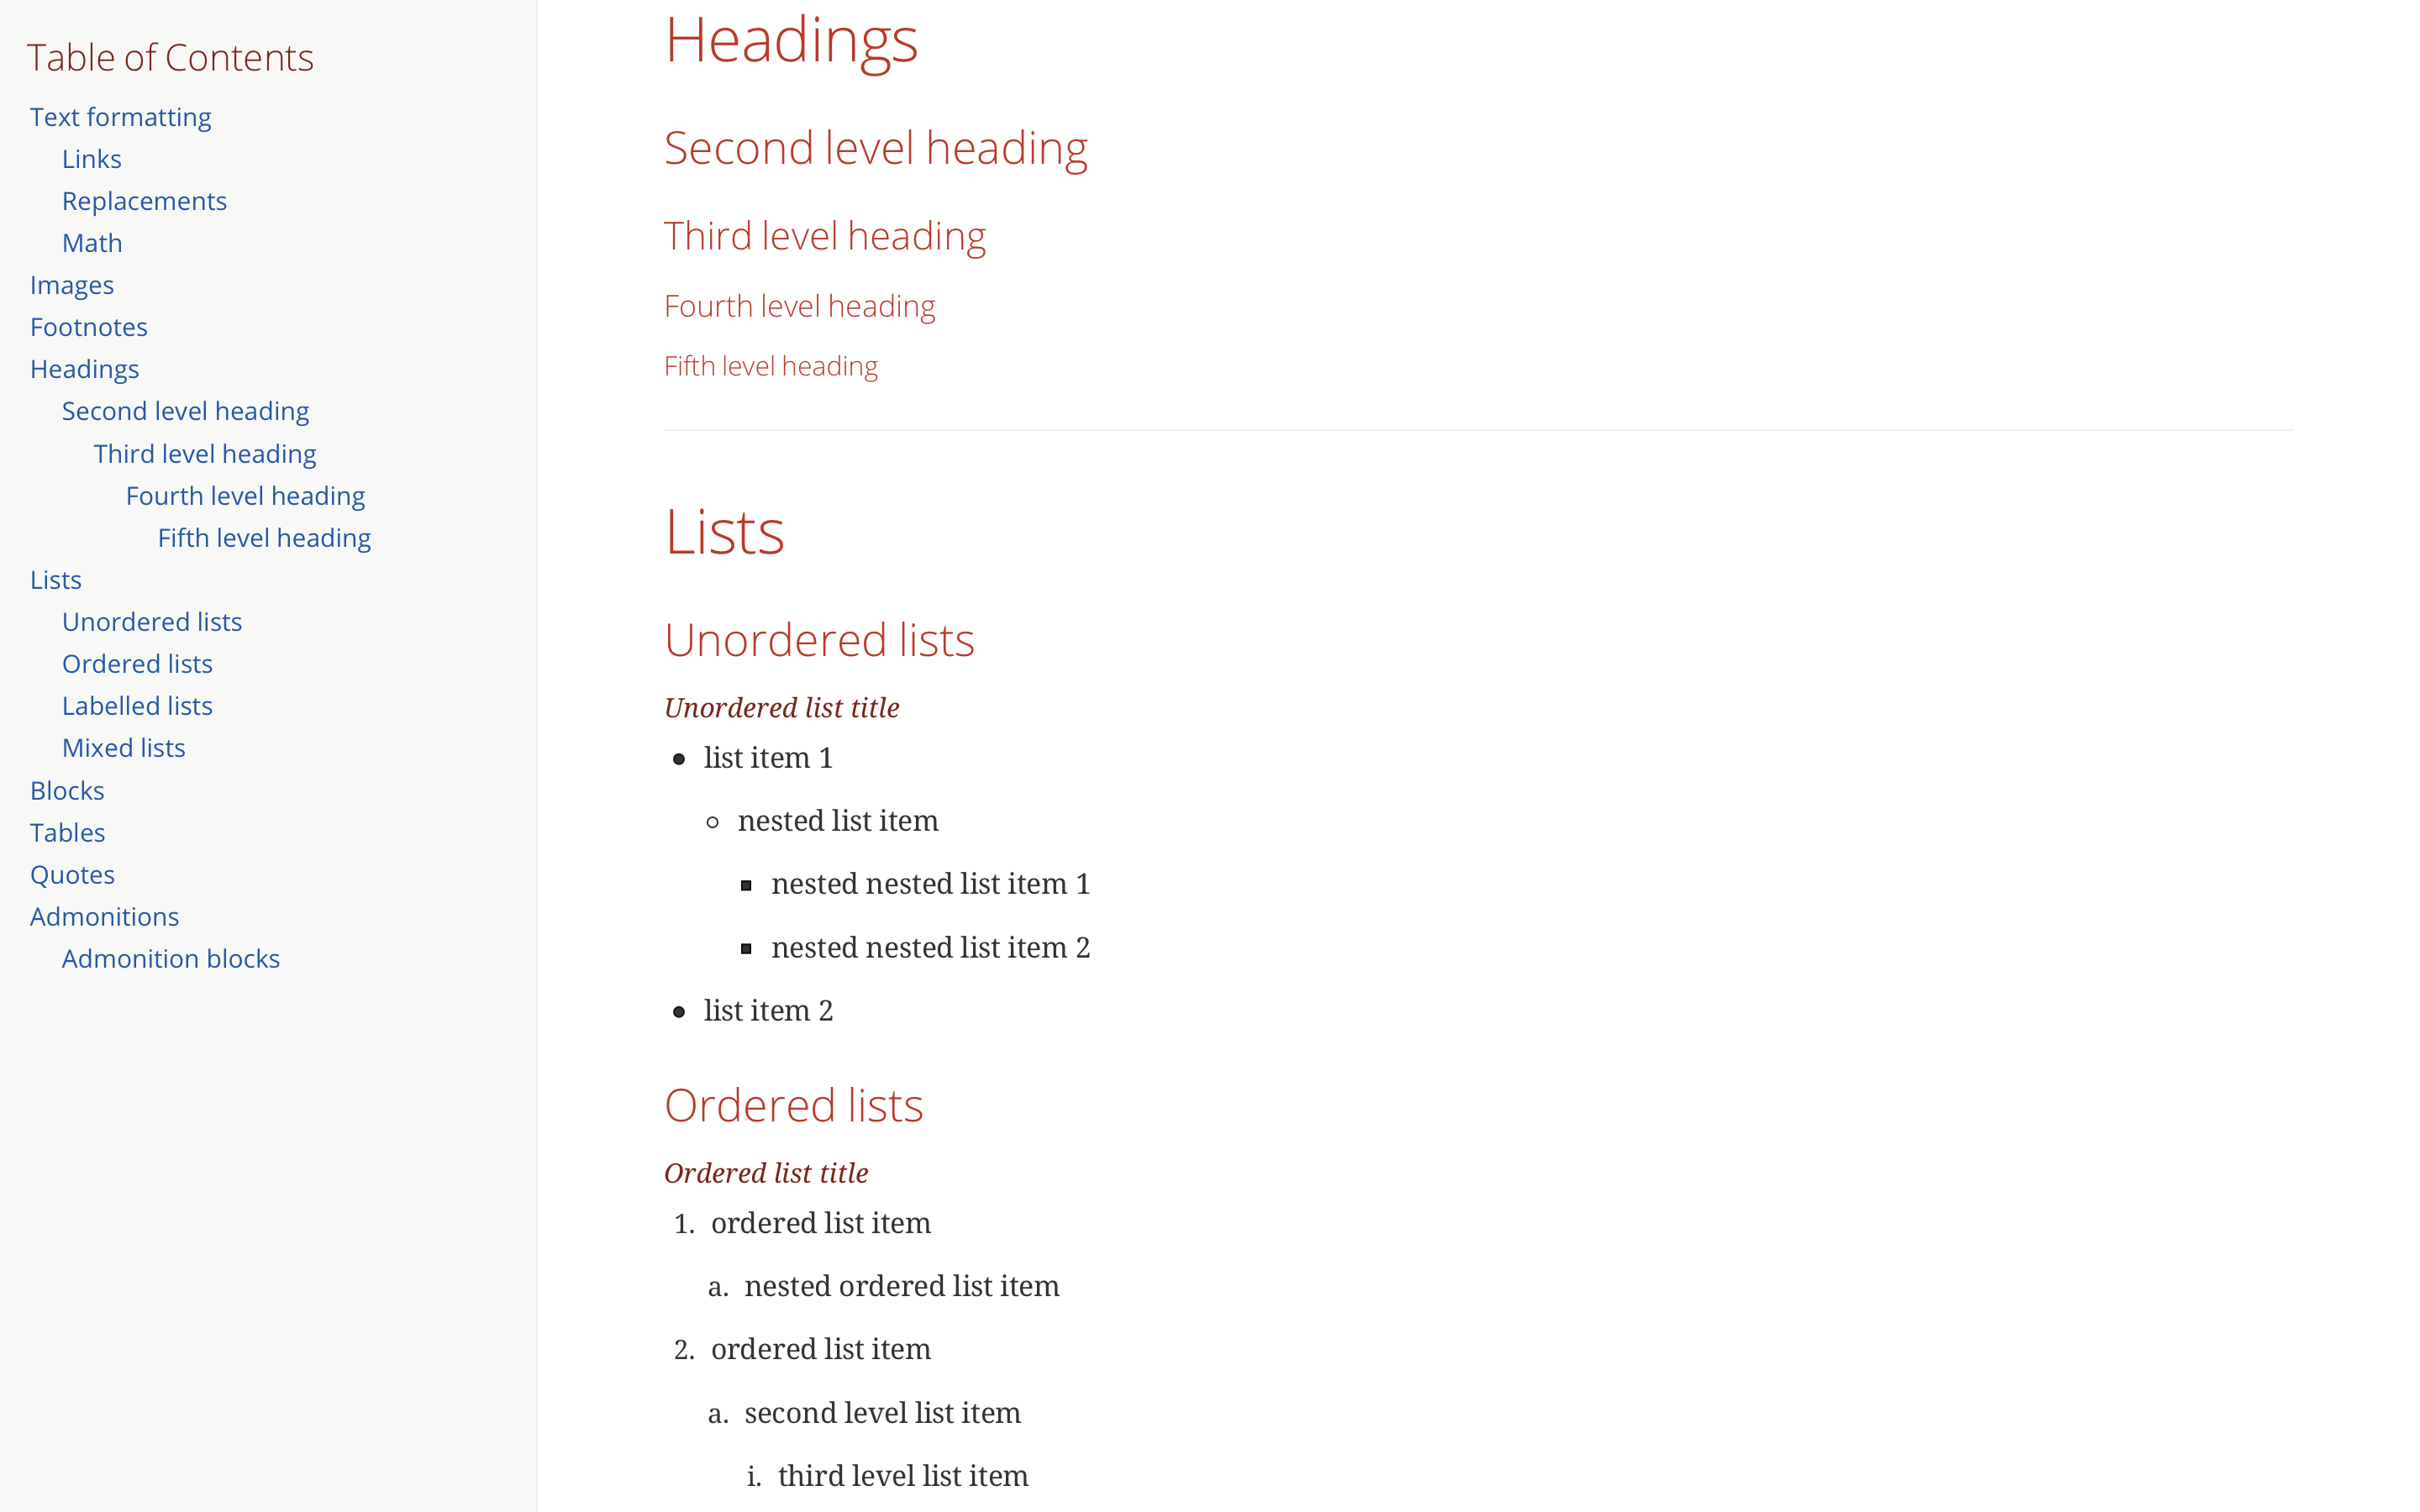 Table of Contents
Text formatting
Links
Replacements
Math
Images
Footnotes
Headings
Second level heading
Third level heading
Fourth level heading
Fifth level heading
Lists
Unordered lists
Ordered lists
Labelled lists
Mixed lists
Blocks
Tables
Quotes
Admonitions
Admonition blocks
Headings
Second level heading
Third level heading
Fourth level heading
Fifth level heading
Lists
Unordered lists
Unordered list title
list item 1
nested list item
nested nested list item 1
nested nested list item 2
list item 2
Ordered lists
Ordered list title
1. ordered list item
a. nested ordered list item
2. ordered list item
a. second level list item
i. third level list item